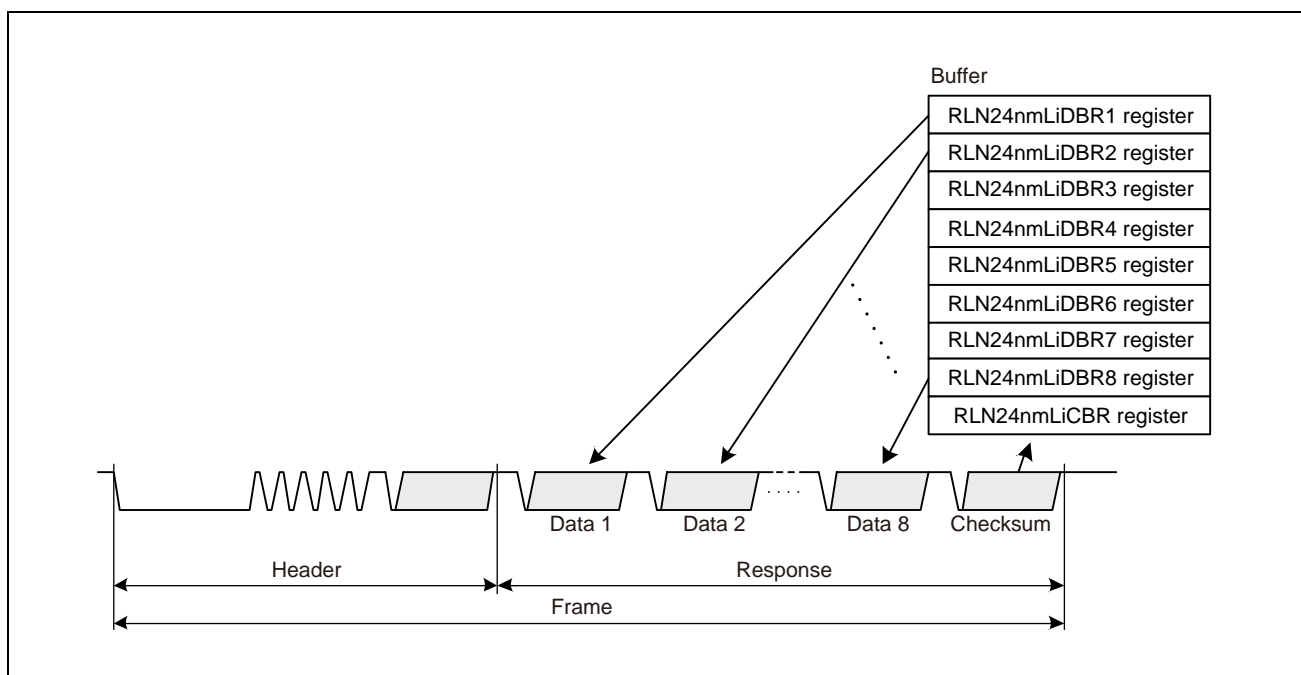 Buffer
RLN24nmLiDBR1 register
RLN24nmLiDBR2 register
RLN24nmLiDBR3 register
RLN24nmLiDBR4 register
RLN24nmLiDBR5 register
RLN24nmLiDBR6 register
RLN24nmLiDBR7 register
RLN24nmLiDBR8 register
RLN24nmLiCBR register
Data 1 Data 2 Data 8 Checksum
Header Response
Frame